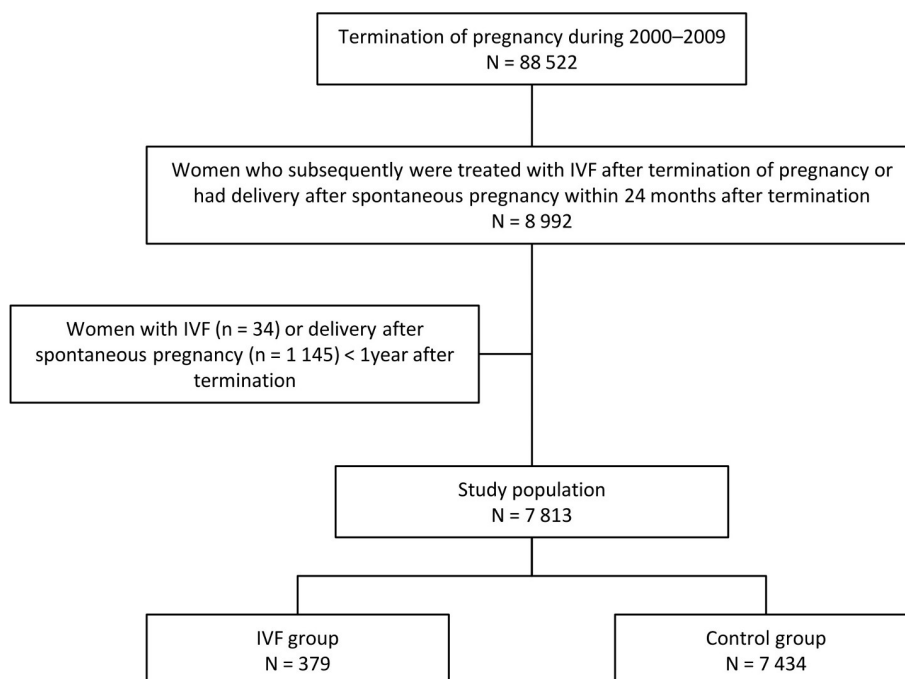 Termination of pregnancy during 2000–2009
N = 88 522
Women who subsequently were treated with IVF after termination of pregnancy or
had delivery after spontaneous pregnancy within 24 months after termination
N = 8 992
Women with IVF (n = 34) or delivery after
spontaneous pregnancy (n = 1 145) < 1year after
termination
Study population
N = 7 813
IVF group
N = 379
Control group
N = 7 434